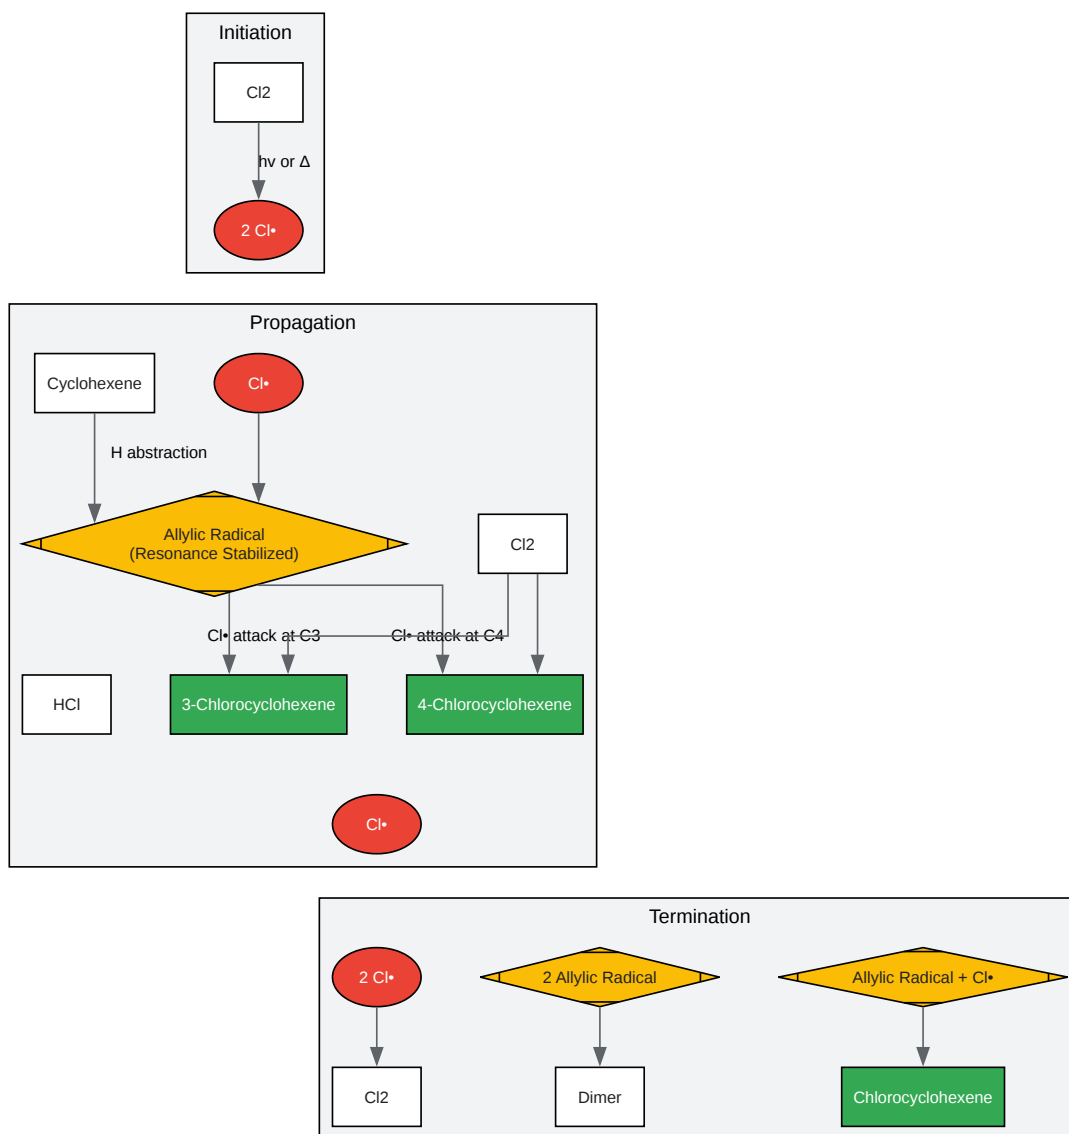 Initiation
Cl2
hv or Δ
2 Cl•
Propagation
Cyclohexene
Cl•
H abstraction
Allylic Radical
(Resonance Stabilized)
Cl2
Cl• attack at C3
Cl• attack at C4
HCl
3-Chlorocyclohexene
4-Chlorocyclohexene
Cl•
Termination
2 Cl•
2 Allylic Radical
Allylic Radical + Cl•
Cl2
Dimer
Chlorocyclohexene